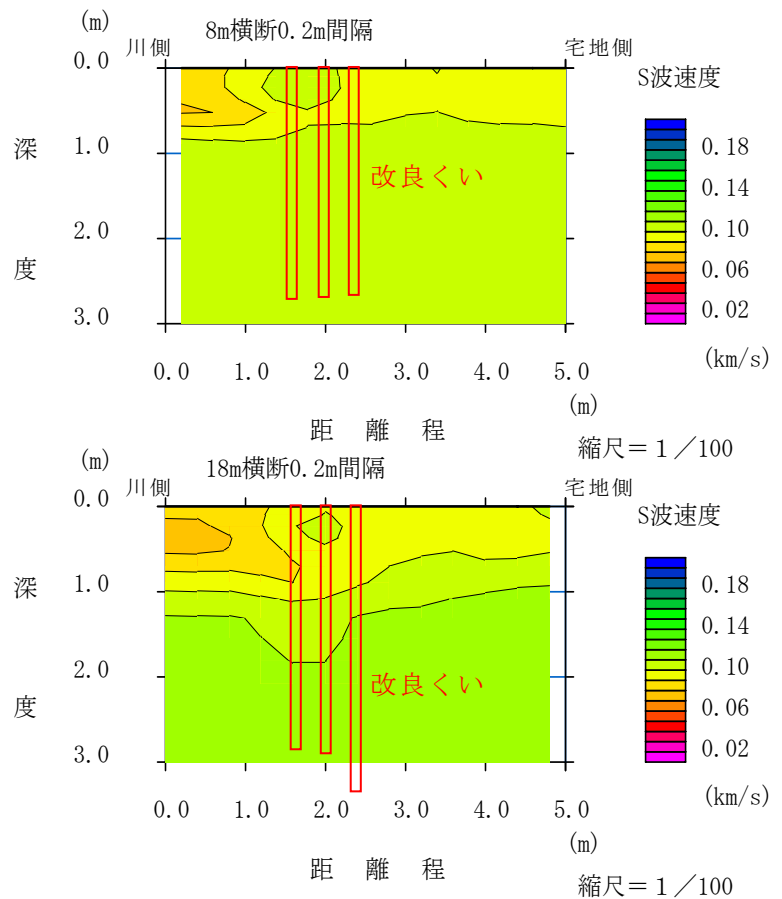 (m)
8m横断0.2m間隔
川側
宅地側
0.0
1.0
2.0
3.0
深
度
改良くい
S波速度
0.18
0.14
0.10
0.06
0.02
(km/s)
0.0 1.0 2.0 3.0 4.0 5.0
(m)
距 離 程
縮尺=1/100
(m)
18m横断0.2m間隔
川側
宅地側
0.0
1.0
2.0
3.0
深
度
改良くい
S波速度
0.18
0.14
0.10
0.06
0.02
(km/s)
0.0 1.0 2.0 3.0 4.0 5.0
(m)
距 離 程
縮尺=1/100